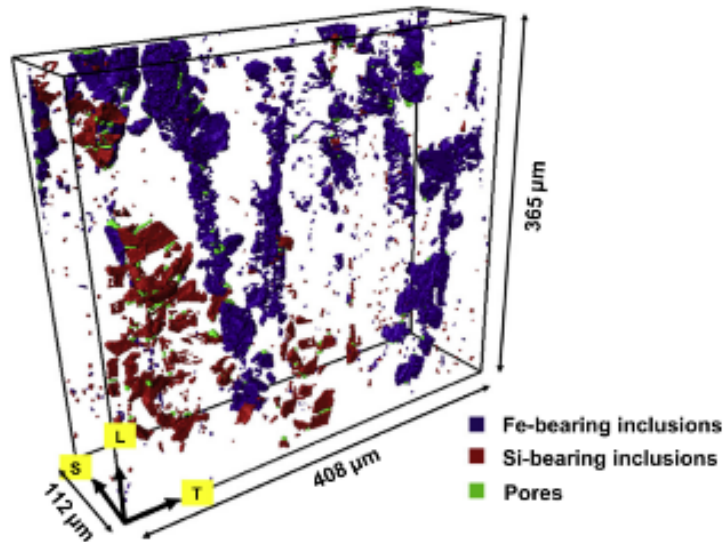 365 µm
L
S
T
408 µm
112 µm
Fe-bearing inclusions
Si-bearing inclusions
Pores